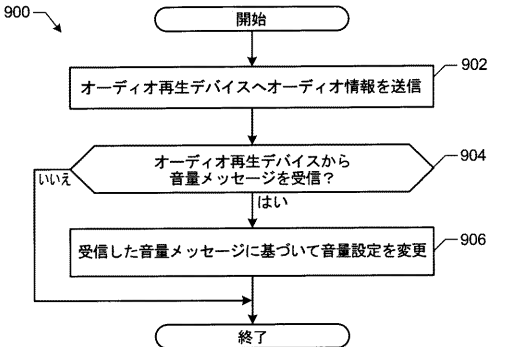 900
開始
オーディオ再生デバイスへオーディオ情報を送信
902
オーディオ再生デバイスから
音量メッセージを受信？
904
いいえ
はい
受信した音量メッセージに基づいて音量設定を変更
906
終了